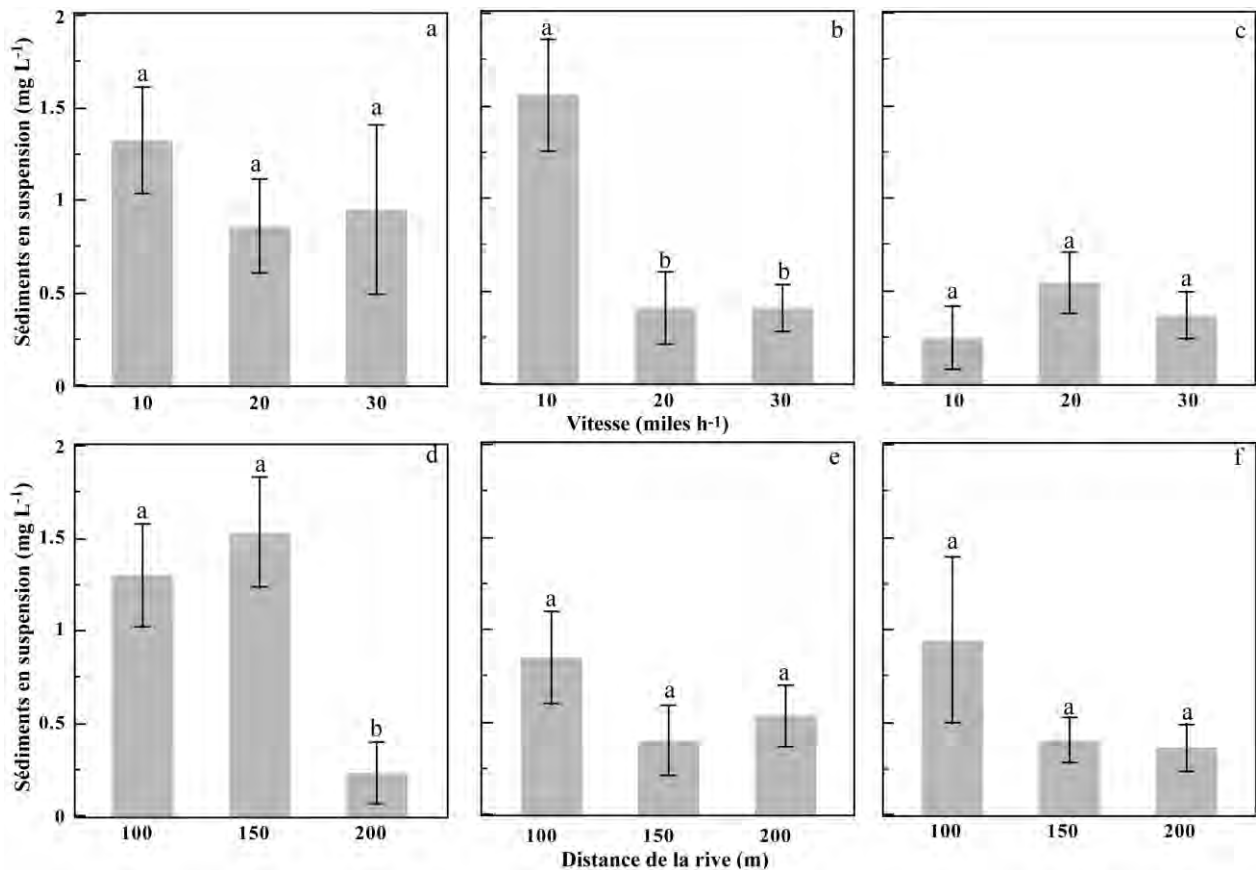 Sédiments en suspension (mg L-1)
2
1.5
1
0.5
0
a
a
a
a
10
20
30
b
a
b
b
10
20
30
c
a
a
a
10
20
30
Vitesse (miles h-1)
Sédiments en suspension (mg L-1)
2
1.5
1
0.5
0
d
a
a
b
100
150
200
e
a
a
a
100
150
200
f
a
a
a
100
150
200
Distance de la rive (m)